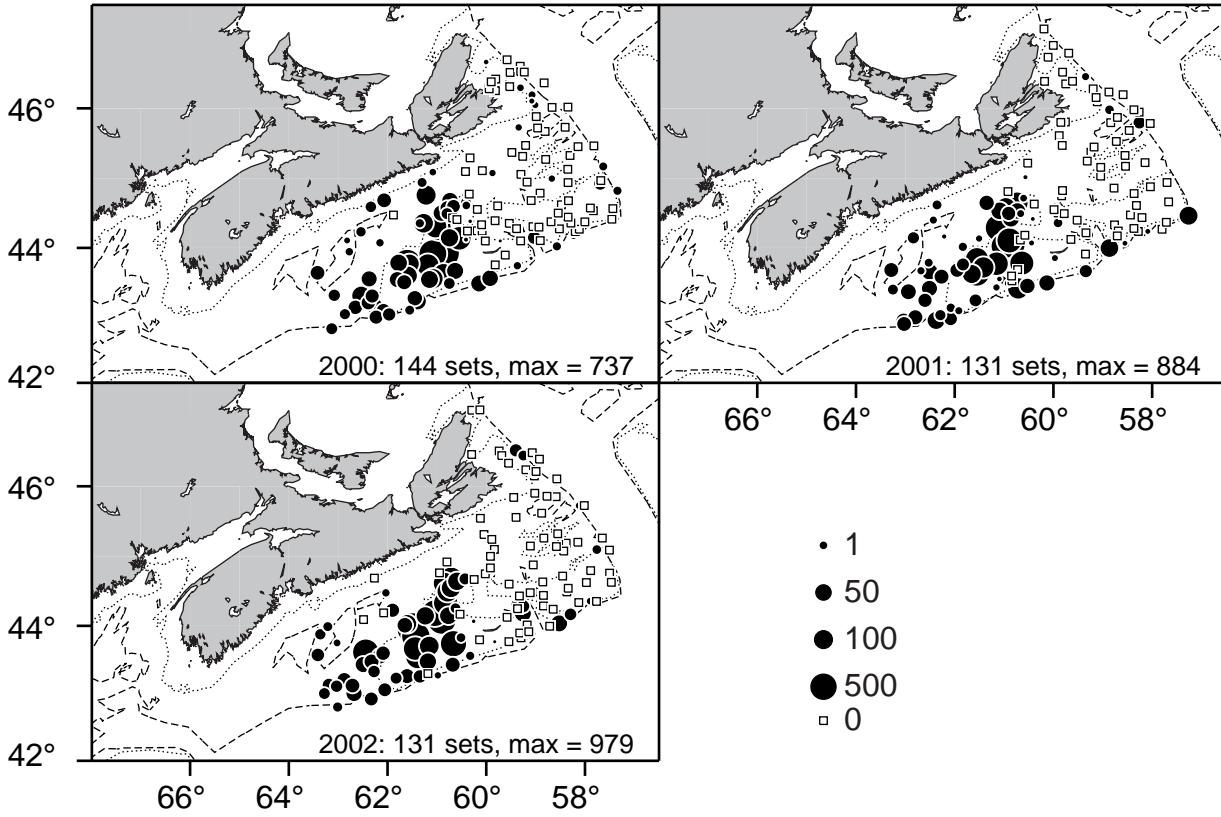 46°
44°
42°
2000: 144 sets, max = 737
2001: 131 sets, max = 884
66° 64° 62° 60° 58°
46°
44°
42°
2002: 131 sets, max = 979
66° 64° 62° 60° 58°
1
50
100
500
0